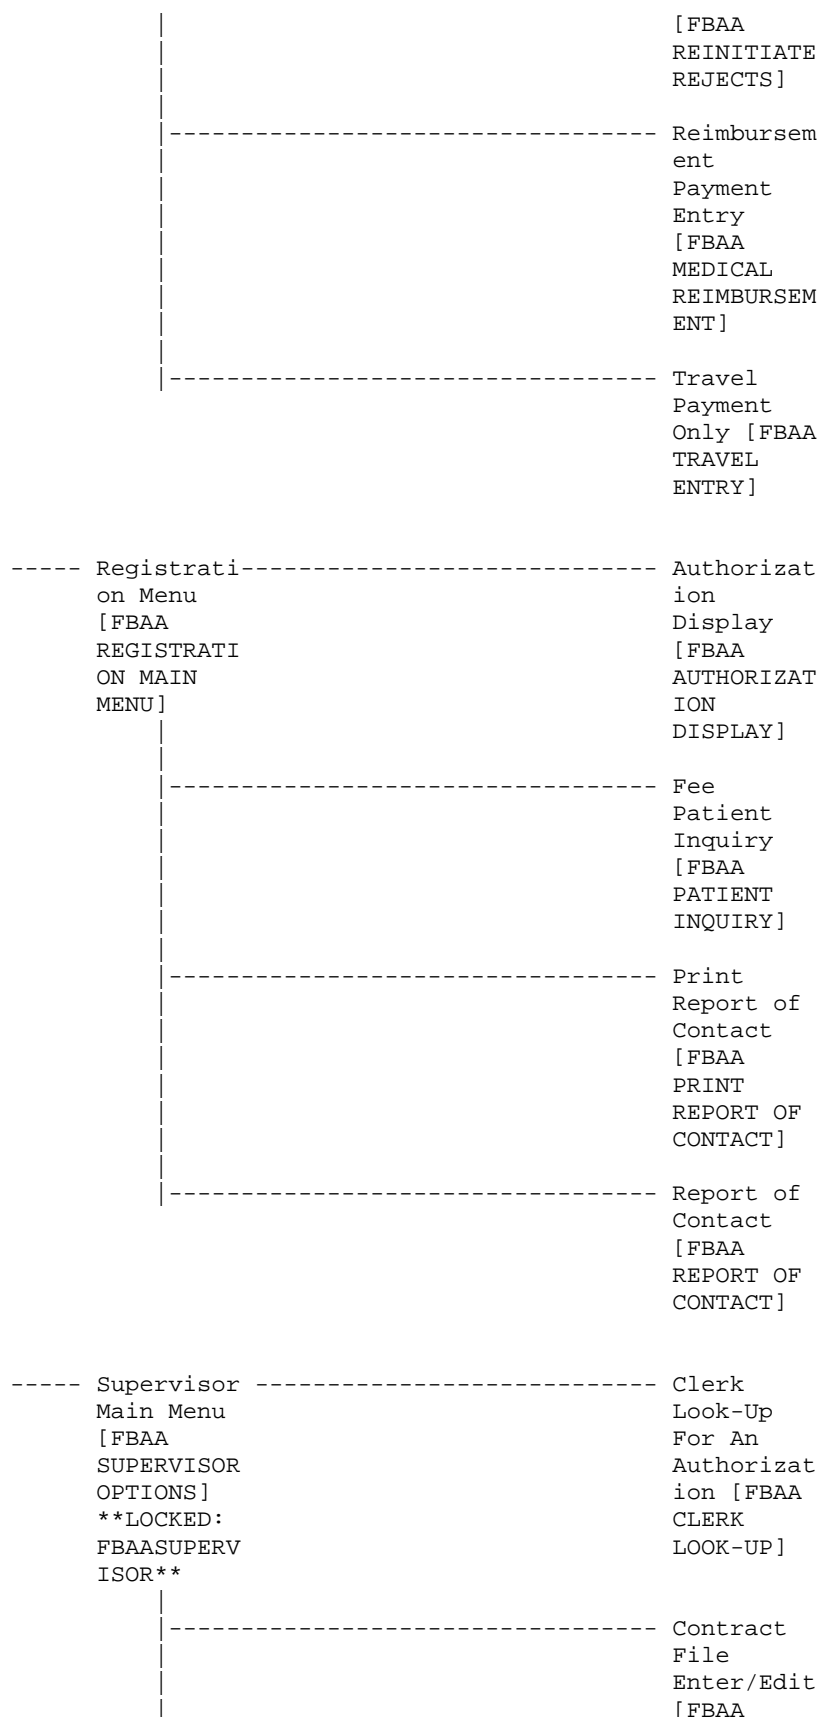 [FBAA
REINITIATE
REJECTS]
Reimbursem
ent
Payment
Entry
[FBAA
MEDICAL
REIMBURSEM
ENT]
Travel
Payment
Only [FBAA
TRAVEL
ENTRY]
----- Registrati----------------------------- Authorizat
on Menu ion
[FBAA Display
REGISTRATI [FBAA
ON MAIN AUTHORIZAT
MENU] ION
DISPLAY]
Fee
Patient
Inquiry
[FBAA
PATIENT
INQUIRY]
Print
Report of
Contact
[FBAA
PRINT
REPORT OF
CONTACT]
Report of
Contact
[FBAA
REPORT OF
CONTACT]
----- Supervisor ---------------------------- Clerk
Main Menu Look-Up
[FBAA For An
SUPERVISOR Authorizat
OPTIONS] ion [FBAA
**LOCKED: CLERK
FBAASUPERV LOOK-UP]
ISOR**
Contract
File
Enter/Edit
[FBAA